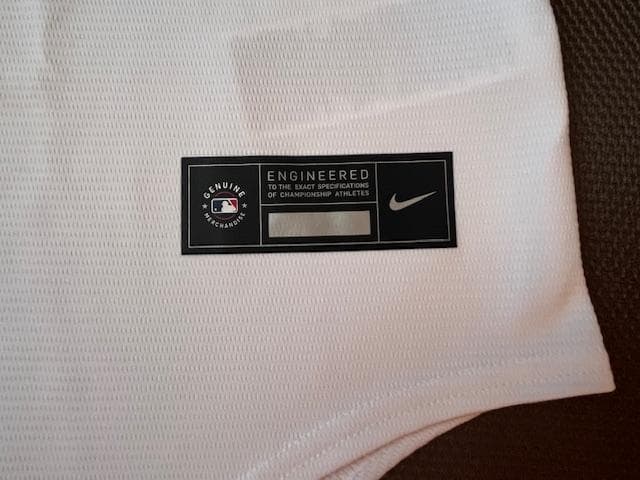 GENUINE
MERCHANDISE
ENGINEERED
TO THE EXACT SPECIFICATIONS
OF CHAMPIONSHIP ATHLETES